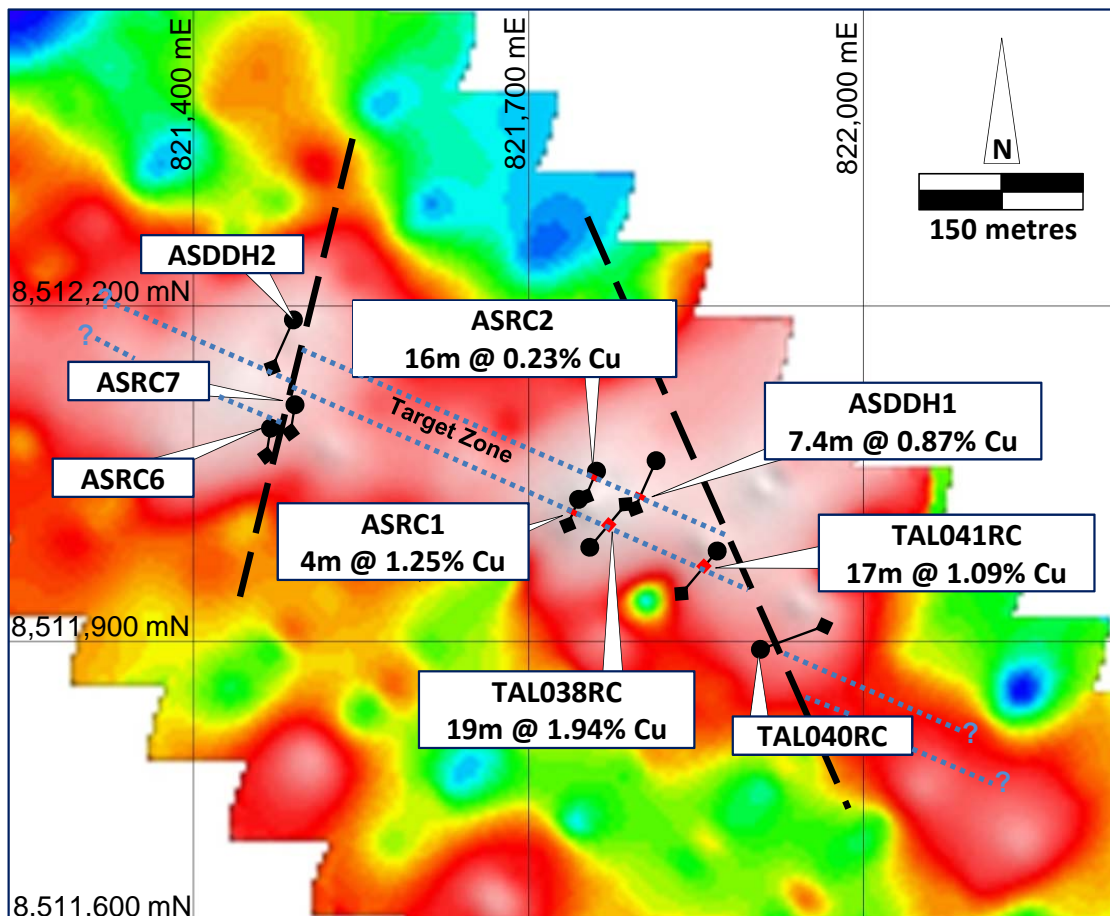 821,400 mE
821,700 mE
822,000 mE
N
150 metres
ASDDH2
8,512,200 mN
?
?
ASRC2
16m @ 0.23% Cu
ASRC7
ASDDH1
7.4m @ 0.87% Cu
Target Zone
ASRC6
ASRC1
4m @ 1.25% Cu
TAL041RC
17m @ 1.09% Cu
8,511,900 mN
TAL038RC
19m @ 1.94% Cu
TAL040RC
?
?
8,511,600 mN